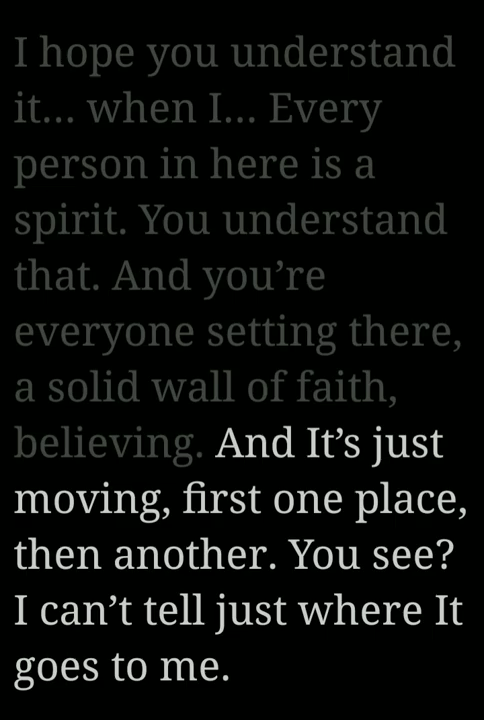 I hope you understand
it... when I... Every
person in here is a
spirit. You understand
that. And you’re
everyone setting there,
a solid wall of faith,
believing. And It’s just
moving, first one place,
then another. You see?
I can’t tell just where It
goes to me.